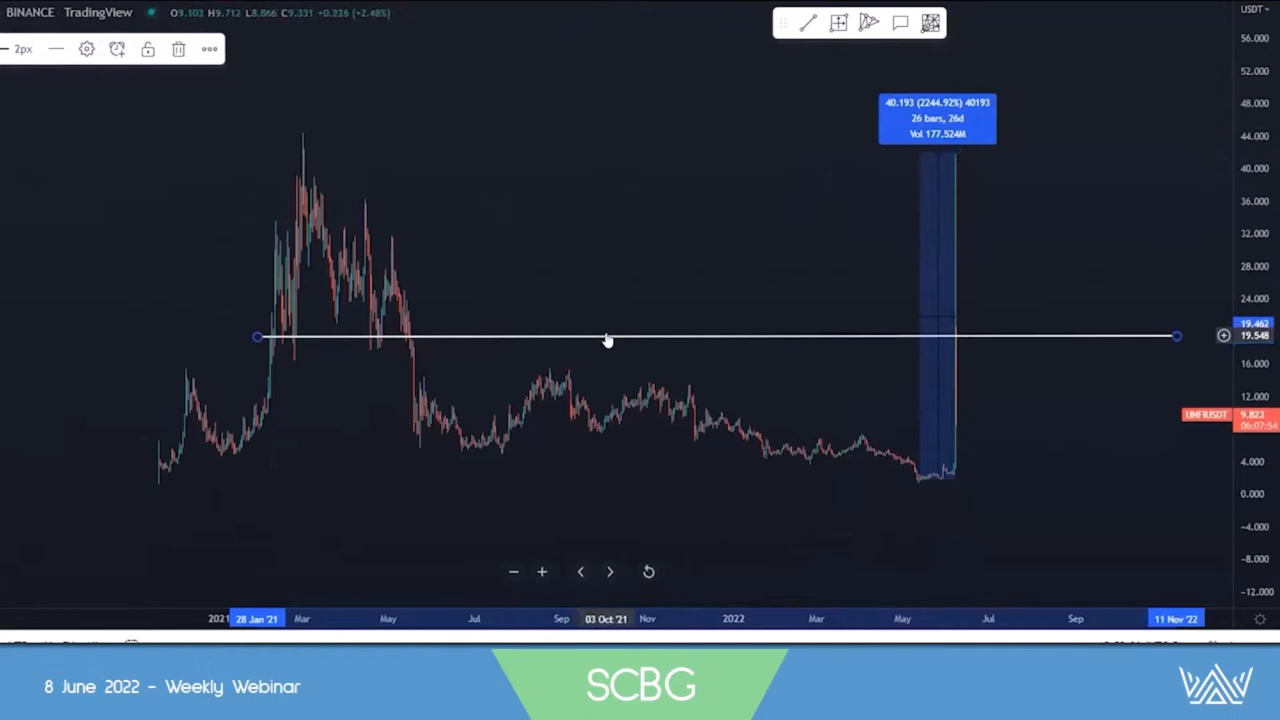 BINANCE TradingView O9.103 H9.712 L8.866 C9.331 +0.226 (+2.48%)
USDT
2px
56.000
52.000
48.000
44.000
40.000
36.000
32.000
28.000
24.000
19.462
19.548
16.000
12.000
UNFIUSDT 9.823
06:07:54
4.000
0.000
−4.000
−8.000
−12.000
40.193 (2244.92%) 40193
26 bars, 26d
Vol 177.524M
2021 28 Jan '21 Mar May Jul Sep 03 Oct '21 Nov 2022 Mar May Jul Sep 11 Nov '22
8 June 2022 - Weekly Webinar
SCBG